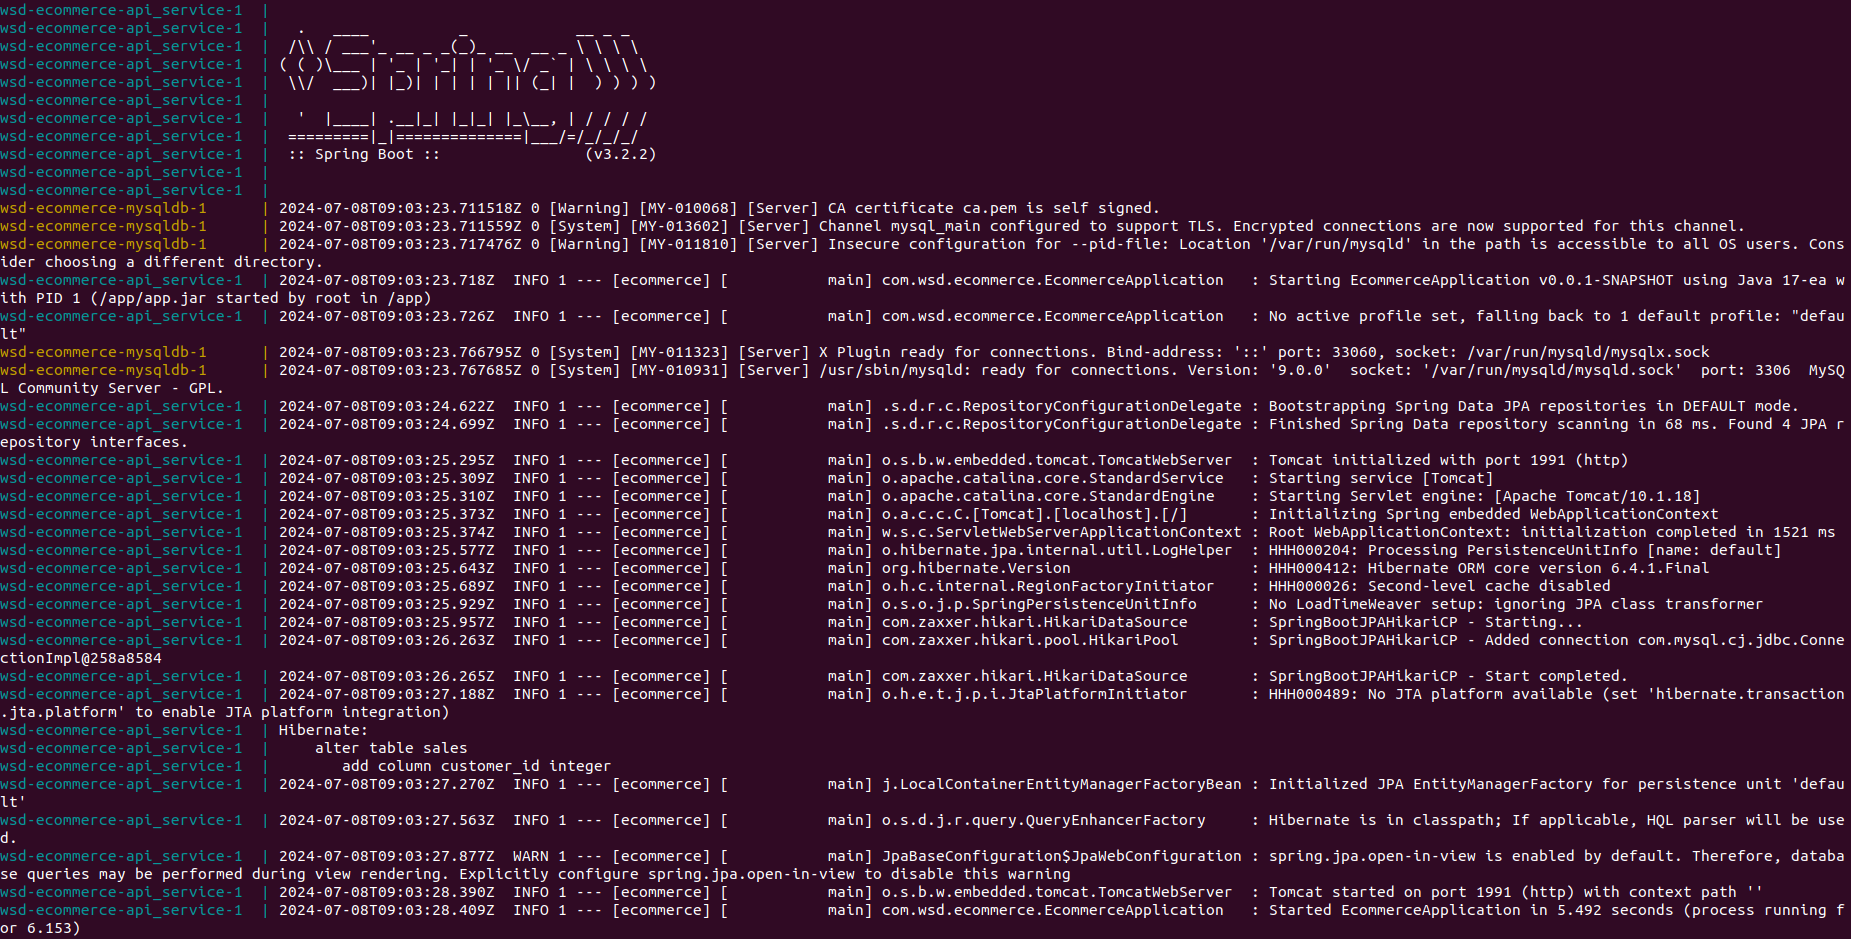 wsd-ecommerce-api_service-1  |
wsd-ecommerce-api_service-1  |   .   ____          _            __ _ _
wsd-ecommerce-api_service-1  |  /\\ / ___'_ __ _ _(_)_ __  __ _ \ \ \ \
wsd-ecommerce-api_service-1  | ( ( )\___ | '_ | '_| | '_ \/ _` | \ \ \ \
wsd-ecommerce-api_service-1  |  \\/  ___)| |_)| | | | | || (_| |  ) ) ) )
wsd-ecommerce-api_service-1  |
wsd-ecommerce-api_service-1  |   '  |____| .__|_| |_|_| |_\__, | / / / /
wsd-ecommerce-api_service-1  |  =========|_|==============|___/=/_/_/_/
wsd-ecommerce-api_service-1  |  :: Spring Boot ::                (v3.2.2)
wsd-ecommerce-api_service-1  |
wsd-ecommerce-api_service-1  |
wsd-ecommerce-mysqldb-1      | 2024-07-08T09:03:23.711518Z 0 [Warning] [MY-010068] [Server] CA certificate ca.pem is self signed.
wsd-ecommerce-mysqldb-1      | 2024-07-08T09:03:23.711559Z 0 [System] [MY-013602] [Server] Channel mysql_main configured to support TLS. Encrypted connections are now supported for this channel.
wsd-ecommerce-mysqldb-1      | 2024-07-08T09:03:23.717476Z 0 [Warning] [MY-011810] [Server] Insecure configuration for --pid-file: Location '/var/run/mysqld' in the path is accessible to all OS users. Cons
ider choosing a different directory.
wsd-ecommerce-api_service-1  | 2024-07-08T09:03:23.718Z  INFO 1 --- [ecommerce] [           main] com.wsd.ecommerce.EcommerceApplication   : Starting EcommerceApplication v0.0.1-SNAPSHOT using Java 17-ea w
ith PID 1 (/app/app.jar started by root in /app)
wsd-ecommerce-api_service-1  | 2024-07-08T09:03:23.726Z  INFO 1 --- [ecommerce] [           main] com.wsd.ecommerce.EcommerceApplication   : No active profile set, falling back to 1 default profile: "defau
lt"
wsd-ecommerce-mysqldb-1      | 2024-07-08T09:03:23.766795Z 0 [System] [MY-011323] [Server] X Plugin ready for connections. Bind-address: '::' port: 33060, socket: /var/run/mysqld/mysqlx.sock
wsd-ecommerce-mysqldb-1      | 2024-07-08T09:03:23.767685Z 0 [System] [MY-010931] [Server] /usr/sbin/mysqld: ready for connections. Version: '9.0.0'  socket: '/var/run/mysqld/mysqld.sock'  port: 3306  MySQ
L Community Server - GPL.
wsd-ecommerce-api_service-1  | 2024-07-08T09:03:24.622Z  INFO 1 --- [ecommerce] [           main] .s.d.r.c.RepositoryConfigurationDelegate : Bootstrapping Spring Data JPA repositories in DEFAULT mode.
wsd-ecommerce-api_service-1  | 2024-07-08T09:03:24.699Z  INFO 1 --- [ecommerce] [           main] .s.d.r.c.RepositoryConfigurationDelegate : Finished Spring Data repository scanning in 68 ms. Found 4 JPA r
epository interfaces.
wsd-ecommerce-api_service-1  | 2024-07-08T09:03:25.295Z  INFO 1 --- [ecommerce] [           main] o.s.b.w.embedded.tomcat.TomcatWebServer  : Tomcat initialized with port 1991 (http)
wsd-ecommerce-api_service-1  | 2024-07-08T09:03:25.309Z  INFO 1 --- [ecommerce] [           main] o.apache.catalina.core.StandardService   : Starting service [Tomcat]
wsd-ecommerce-api_service-1  | 2024-07-08T09:03:25.310Z  INFO 1 --- [ecommerce] [           main] o.apache.catalina.core.StandardEngine    : Starting Servlet engine: [Apache Tomcat/10.1.18]
wsd-ecommerce-api_service-1  | 2024-07-08T09:03:25.373Z  INFO 1 --- [ecommerce] [           main] o.a.c.c.C.[Tomcat].[localhost].[/]       : Initializing Spring embedded WebApplicationContext
wsd-ecommerce-api_service-1  | 2024-07-08T09:03:25.374Z  INFO 1 --- [ecommerce] [           main] w.s.c.ServletWebServerApplicationContext : Root WebApplicationContext: initialization completed in 1521 ms
wsd-ecommerce-api_service-1  | 2024-07-08T09:03:25.577Z  INFO 1 --- [ecommerce] [           main] o.hibernate.jpa.internal.util.LogHelper  : HHH000204: Processing PersistenceUnitInfo [name: default]
wsd-ecommerce-api_service-1  | 2024-07-08T09:03:25.643Z  INFO 1 --- [ecommerce] [           main] org.hibernate.Version                    : HHH000412: Hibernate ORM core version 6.4.1.Final
wsd-ecommerce-api_service-1  | 2024-07-08T09:03:25.689Z  INFO 1 --- [ecommerce] [           main] o.h.c.internal.RegionFactoryInitiator    : HHH000026: Second-level cache disabled
wsd-ecommerce-api_service-1  | 2024-07-08T09:03:25.929Z  INFO 1 --- [ecommerce] [           main] o.s.o.j.p.SpringPersistenceUnitInfo      : No LoadTimeWeaver setup: ignoring JPA class transformer
wsd-ecommerce-api_service-1  | 2024-07-08T09:03:25.957Z  INFO 1 --- [ecommerce] [           main] com.zaxxer.hikari.HikariDataSource       : SpringBootJPAHikariCP - Starting...
wsd-ecommerce-api_service-1  | 2024-07-08T09:03:26.263Z  INFO 1 --- [ecommerce] [           main] com.zaxxer.hikari.pool.HikariPool        : SpringBootJPAHikariCP - Added connection com.mysql.cj.jdbc.Conne
ctionImpl@258a8584
wsd-ecommerce-api_service-1  | 2024-07-08T09:03:26.265Z  INFO 1 --- [ecommerce] [           main] com.zaxxer.hikari.HikariDataSource       : SpringBootJPAHikariCP - Start completed.
wsd-ecommerce-api_service-1  | 2024-07-08T09:03:27.188Z  INFO 1 --- [ecommerce] [           main] o.h.e.t.j.p.i.JtaPlatformInitiator       : HHH000489: No JTA platform available (set 'hibernate.transaction
.jta.platform' to enable JTA platform integration)
wsd-ecommerce-api_service-1  | Hibernate:
wsd-ecommerce-api_service-1  |     alter table sales
wsd-ecommerce-api_service-1  |        add column customer_id integer
wsd-ecommerce-api_service-1  | 2024-07-08T09:03:27.270Z  INFO 1 --- [ecommerce] [           main] j.LocalContainerEntityManagerFactoryBean : Initialized JPA EntityManagerFactory for persistence unit 'defau
lt'
wsd-ecommerce-api_service-1  | 2024-07-08T09:03:27.563Z  INFO 1 --- [ecommerce] [           main] o.s.d.j.r.query.QueryEnhancerFactory     : Hibernate is in classpath; If applicable, HQL parser will be use
d.
wsd-ecommerce-api_service-1  | 2024-07-08T09:03:27.877Z  WARN 1 --- [ecommerce] [           main] JpaBaseConfiguration$JpaWebConfiguration : spring.jpa.open-in-view is enabled by default. Therefore, databa
se queries may be performed during view rendering. Explicitly configure spring.jpa.open-in-view to disable this warning
wsd-ecommerce-api_service-1  | 2024-07-08T09:03:28.390Z  INFO 1 --- [ecommerce] [           main] o.s.b.w.embedded.tomcat.TomcatWebServer  : Tomcat started on port 1991 (http) with context path ''
wsd-ecommerce-api_service-1  | 2024-07-08T09:03:28.409Z  INFO 1 --- [ecommerce] [           main] com.wsd.ecommerce.EcommerceApplication   : Started EcommerceApplication in 5.492 seconds (process running f
or 6.153)